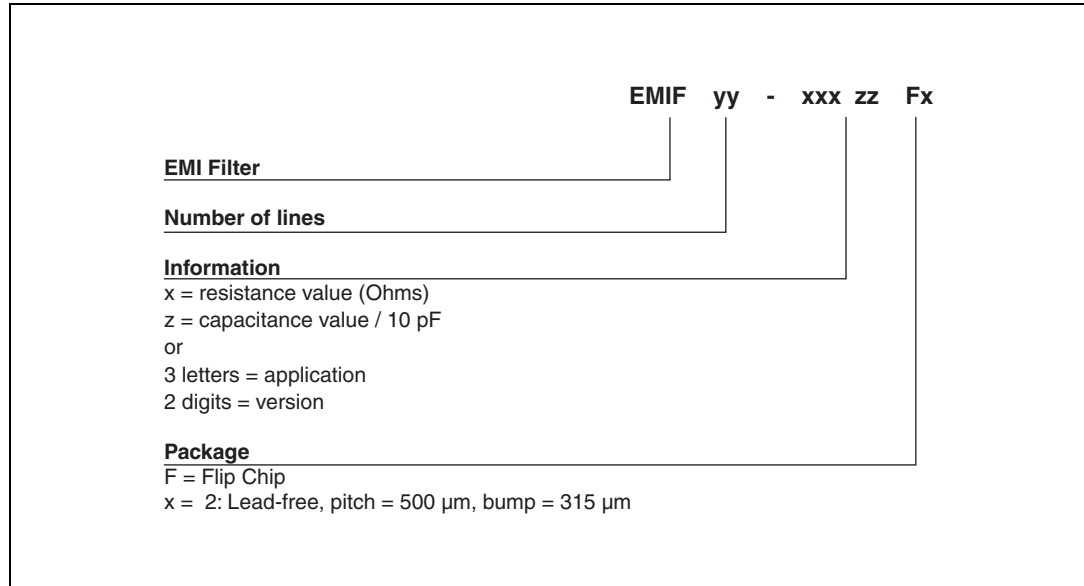 EMIF yy - xxx zz Fx
EMI Filter
Number of lines
Information
x = resistance value (Ohms)
z = capacitance value / 10 pF
or
3 letters = application
2 digits = version
Package
F = Flip Chip
x = 2: Lead-free, pitch = 500 µm, bump = 315 µm